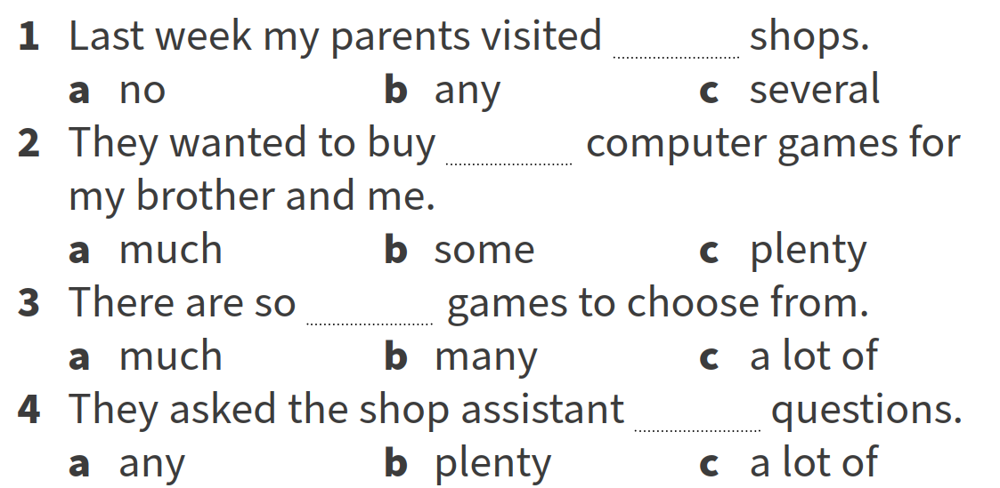 1 Last week my parents visited ............ shops.
a no b any c several
2 They wanted to buy ............ computer games for
my brother and me.
a much b some c plenty
3 There are so ............ games to choose from.
a much b many c a lot of
4 They asked the shop assistant ............ questions.
a any b plenty c a lot of